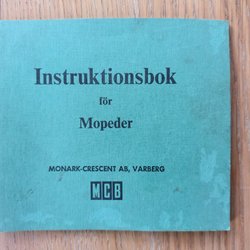 Instruktionsbok
för
Mopeder
MONARK-CRESCENT AB, VARBERG
MCB